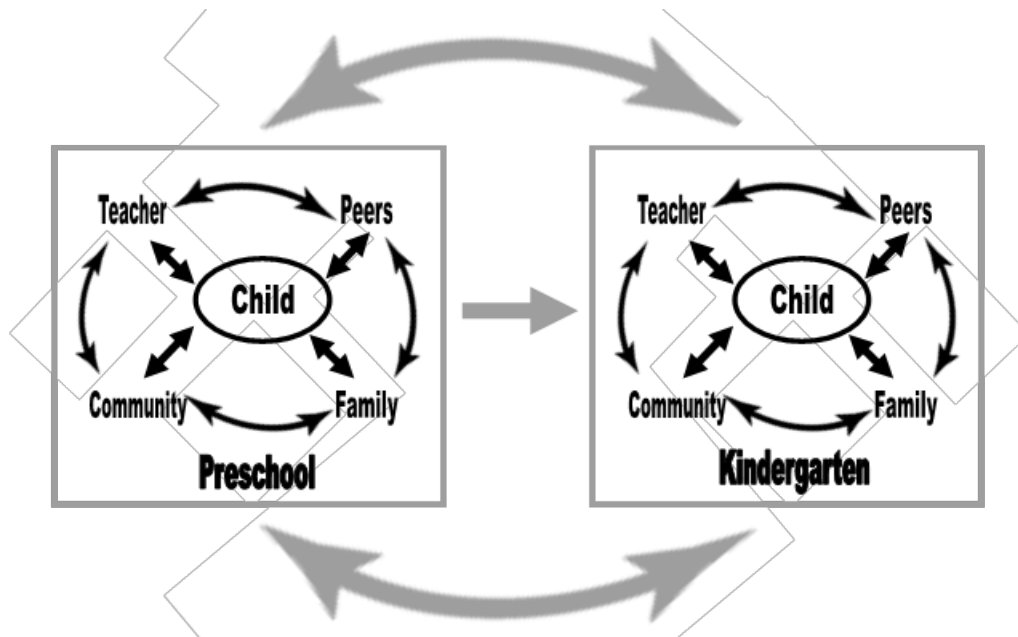 Teacher Peers
Child
Community Family
Preschool
Teacher Peers
Child
Community Family
Kindergarten